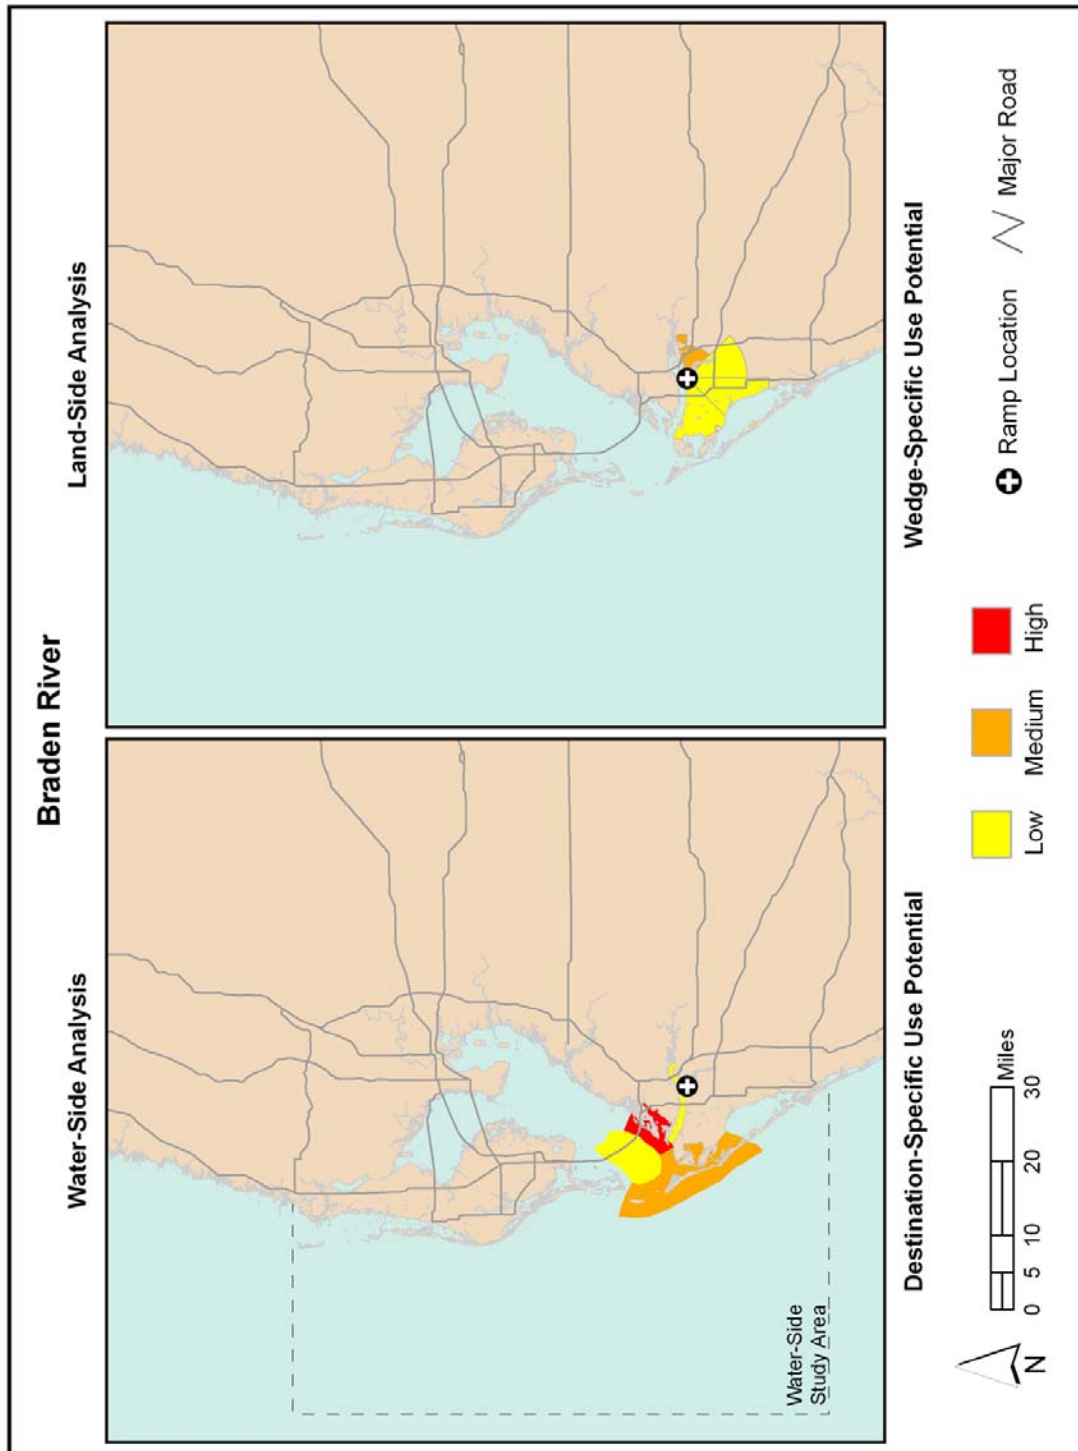 Braden River
Water-Side Analysis
Land-Side Analysis
Water-Side
Study Area
Destination-Specific Use Potential
Wedge-Specific Use Potential
N
0 5 10 20 30
Miles
Low
Medium
High
Ramp Location
Major Road